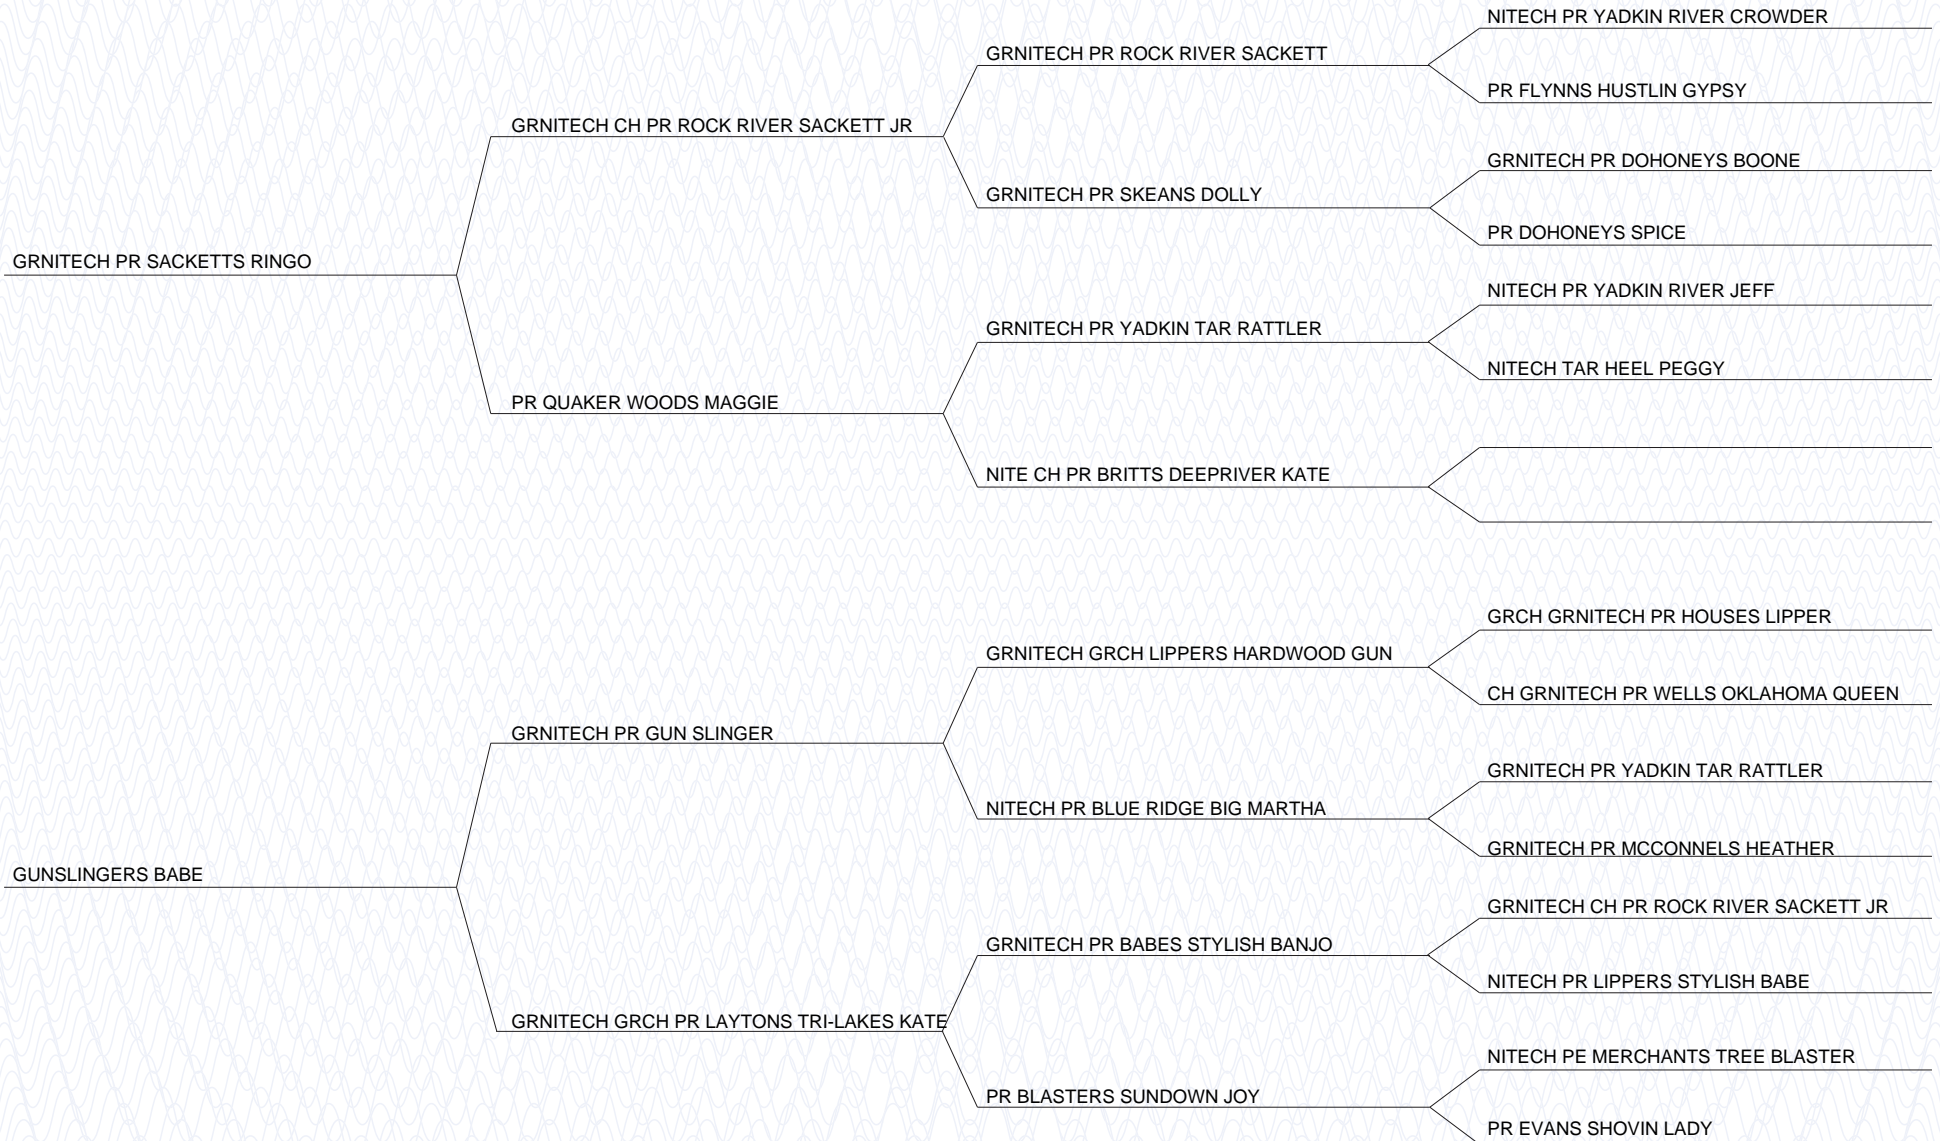 NITECH PR YADKIN RIVER CROWDER
GRNITECH PR ROCK RIVER SACKETT
PR FLYNNS HUSTLIN GYPSY
GRNITECH CH PR ROCK RIVER SACKETT JR
GRNITECH PR DOHONEYS BOONE
GRNITECH PR SKEANS DOLLY
PR DOHONEYS SPICE
GRNITECH PR SACKETTS RINGO
NITECH PR YADKIN RIVER JEFF
GRNITECH PR YADKIN TAR RATTLER
NITECH TAR HEEL PEGGY
PR QUAKER WOODS MAGGIE
NITE CH PR BRITTS DEEPRIVER KATE
GRCH GRNITECH PR HOUSES LIPPER
GRNITECH GRCH LIPPERS HARDWOOD GUN
CH GRNITECH PR WELLS OKLAHOMA QUEEN
GRNITECH PR GUN SLINGER
GRNITECH PR YADKIN TAR RATTLER
NITECH PR BLUE RIDGE BIG MARTHA
GRNITECH PR MCCONNELS HEATHER
GUNSLINGERS BABE
GRNITECH CH PR ROCK RIVER SACKETT JR
GRNITECH PR BABES STYLISH BANJO
NITECH PR LIPPERS STYLISH BABE
GRNITECH GRCH PR LAYTONS TRI-LAKES KATE
NITECH PE MERCHANTS TREE BLASTER
PR BLASTERS SUNDOWN JOY
PR EVANS SHOVIN LADY